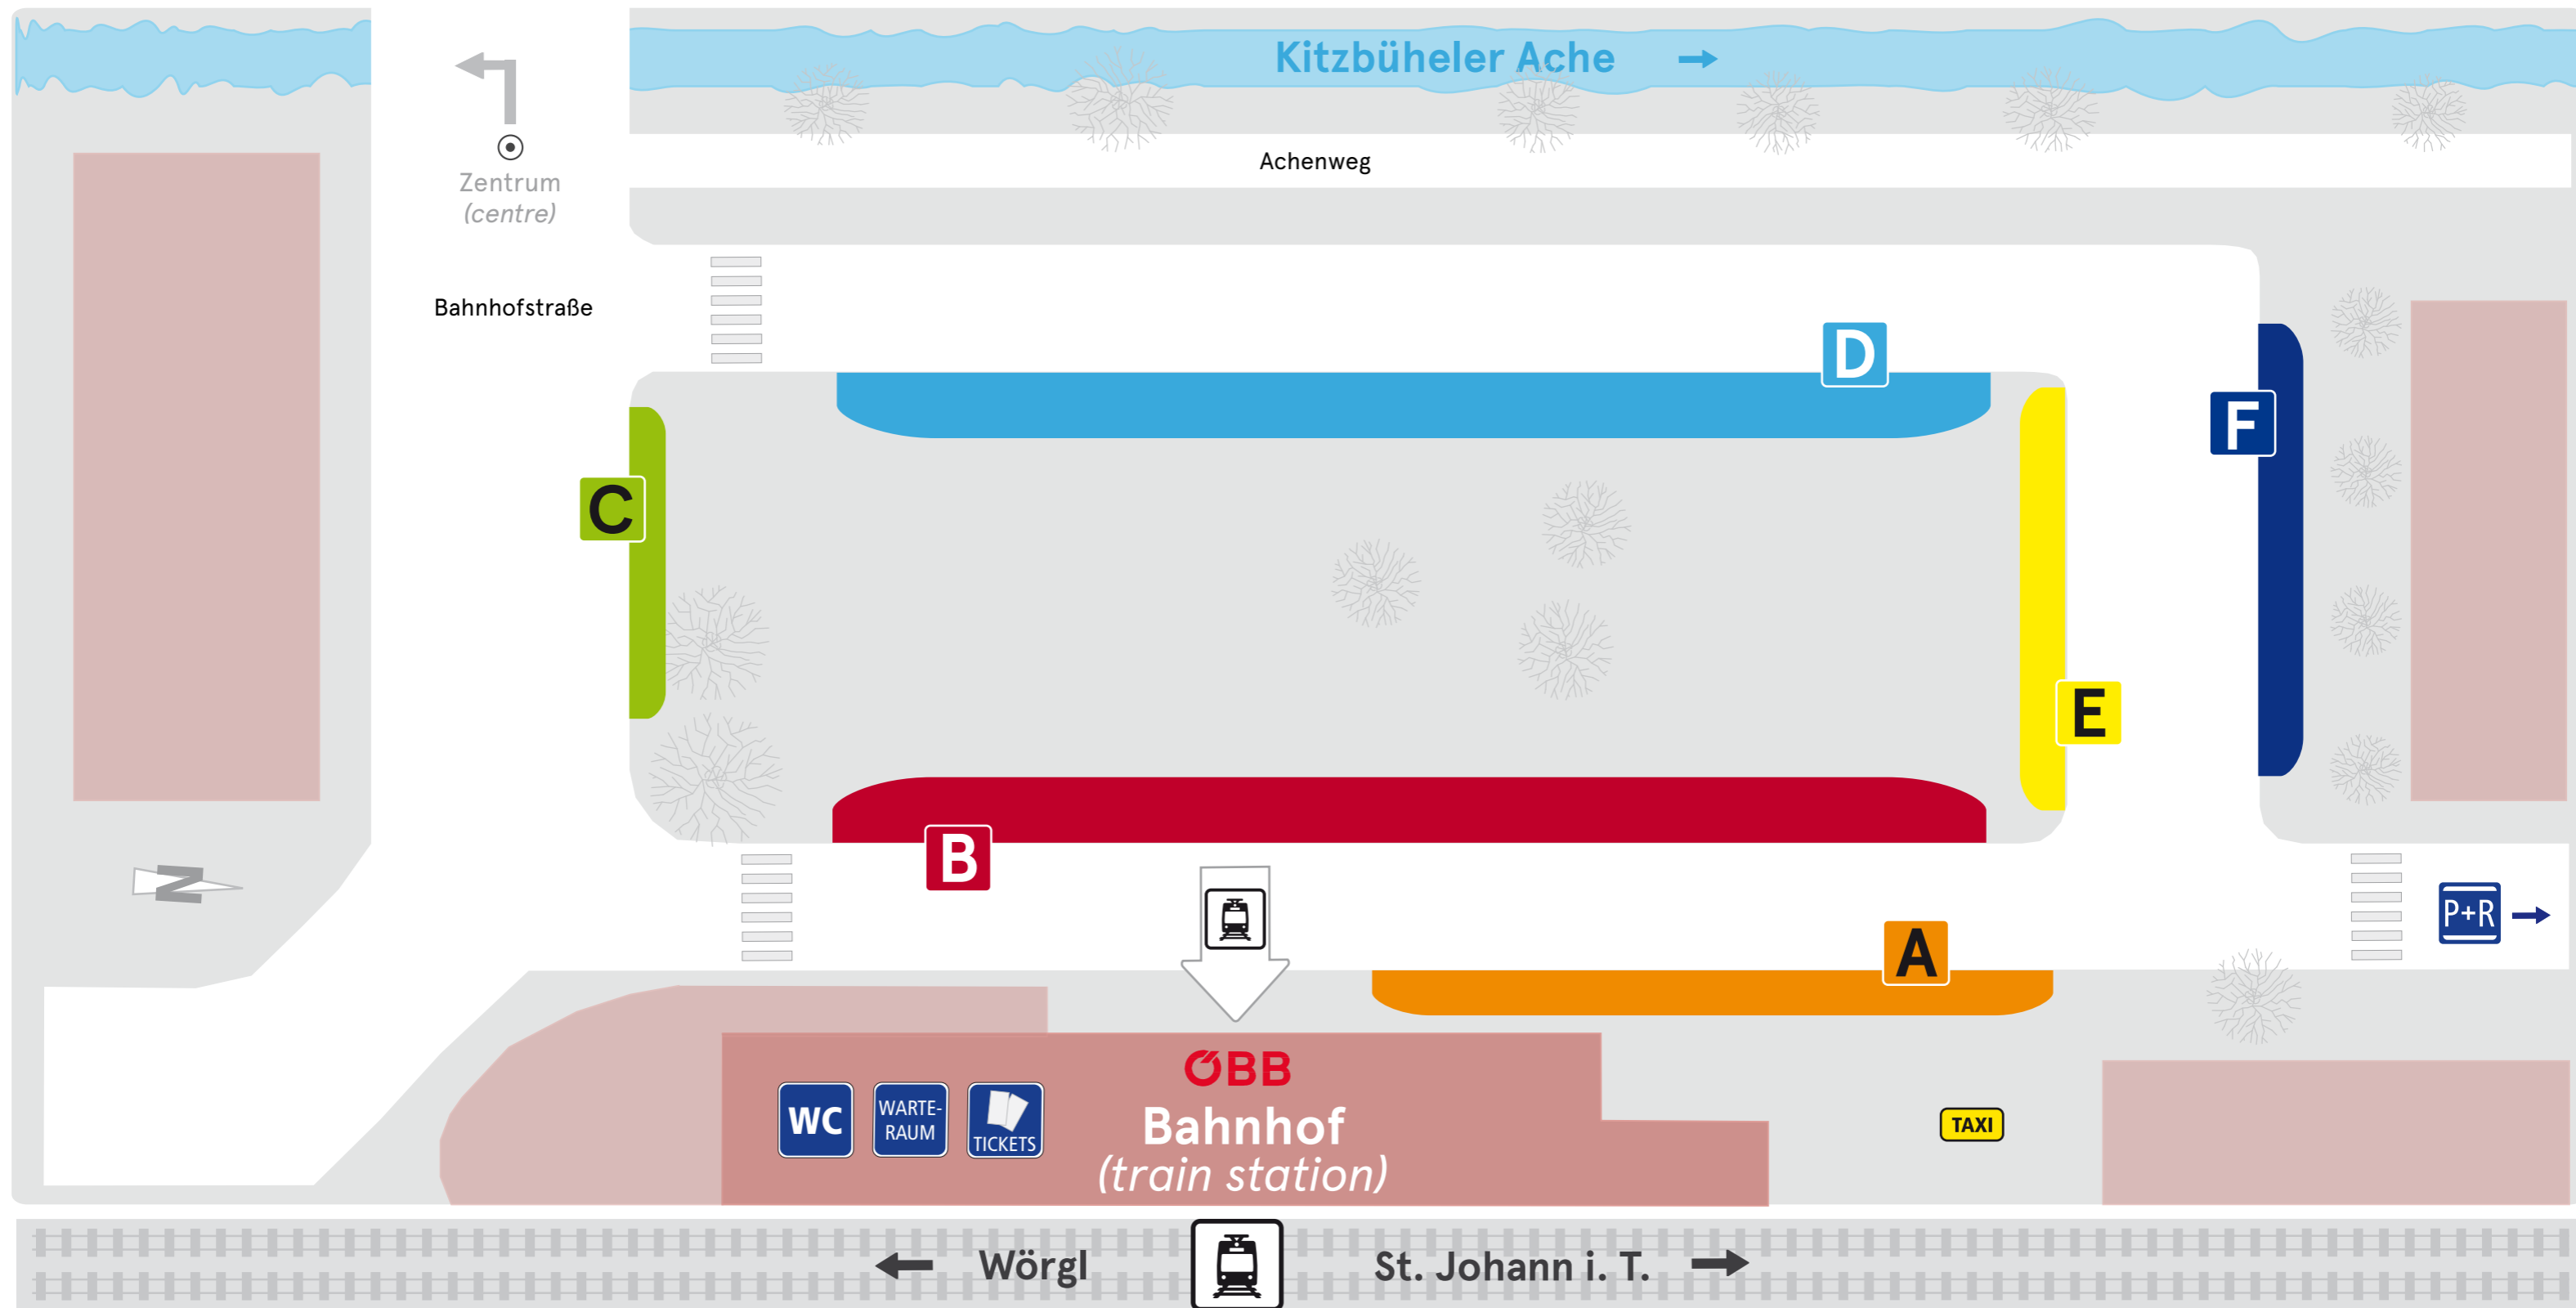 Kitzbüheler Ache
Achenweg
Zentrum
(centre)
Bahnhofstraße
D
F
C
E
B
A
N
P+R
ÖBB
Bahnhof
(train station)
WC
WARTE-
RAUM
TICKETS
TAXI
Wörgl
St. Johann i. T.